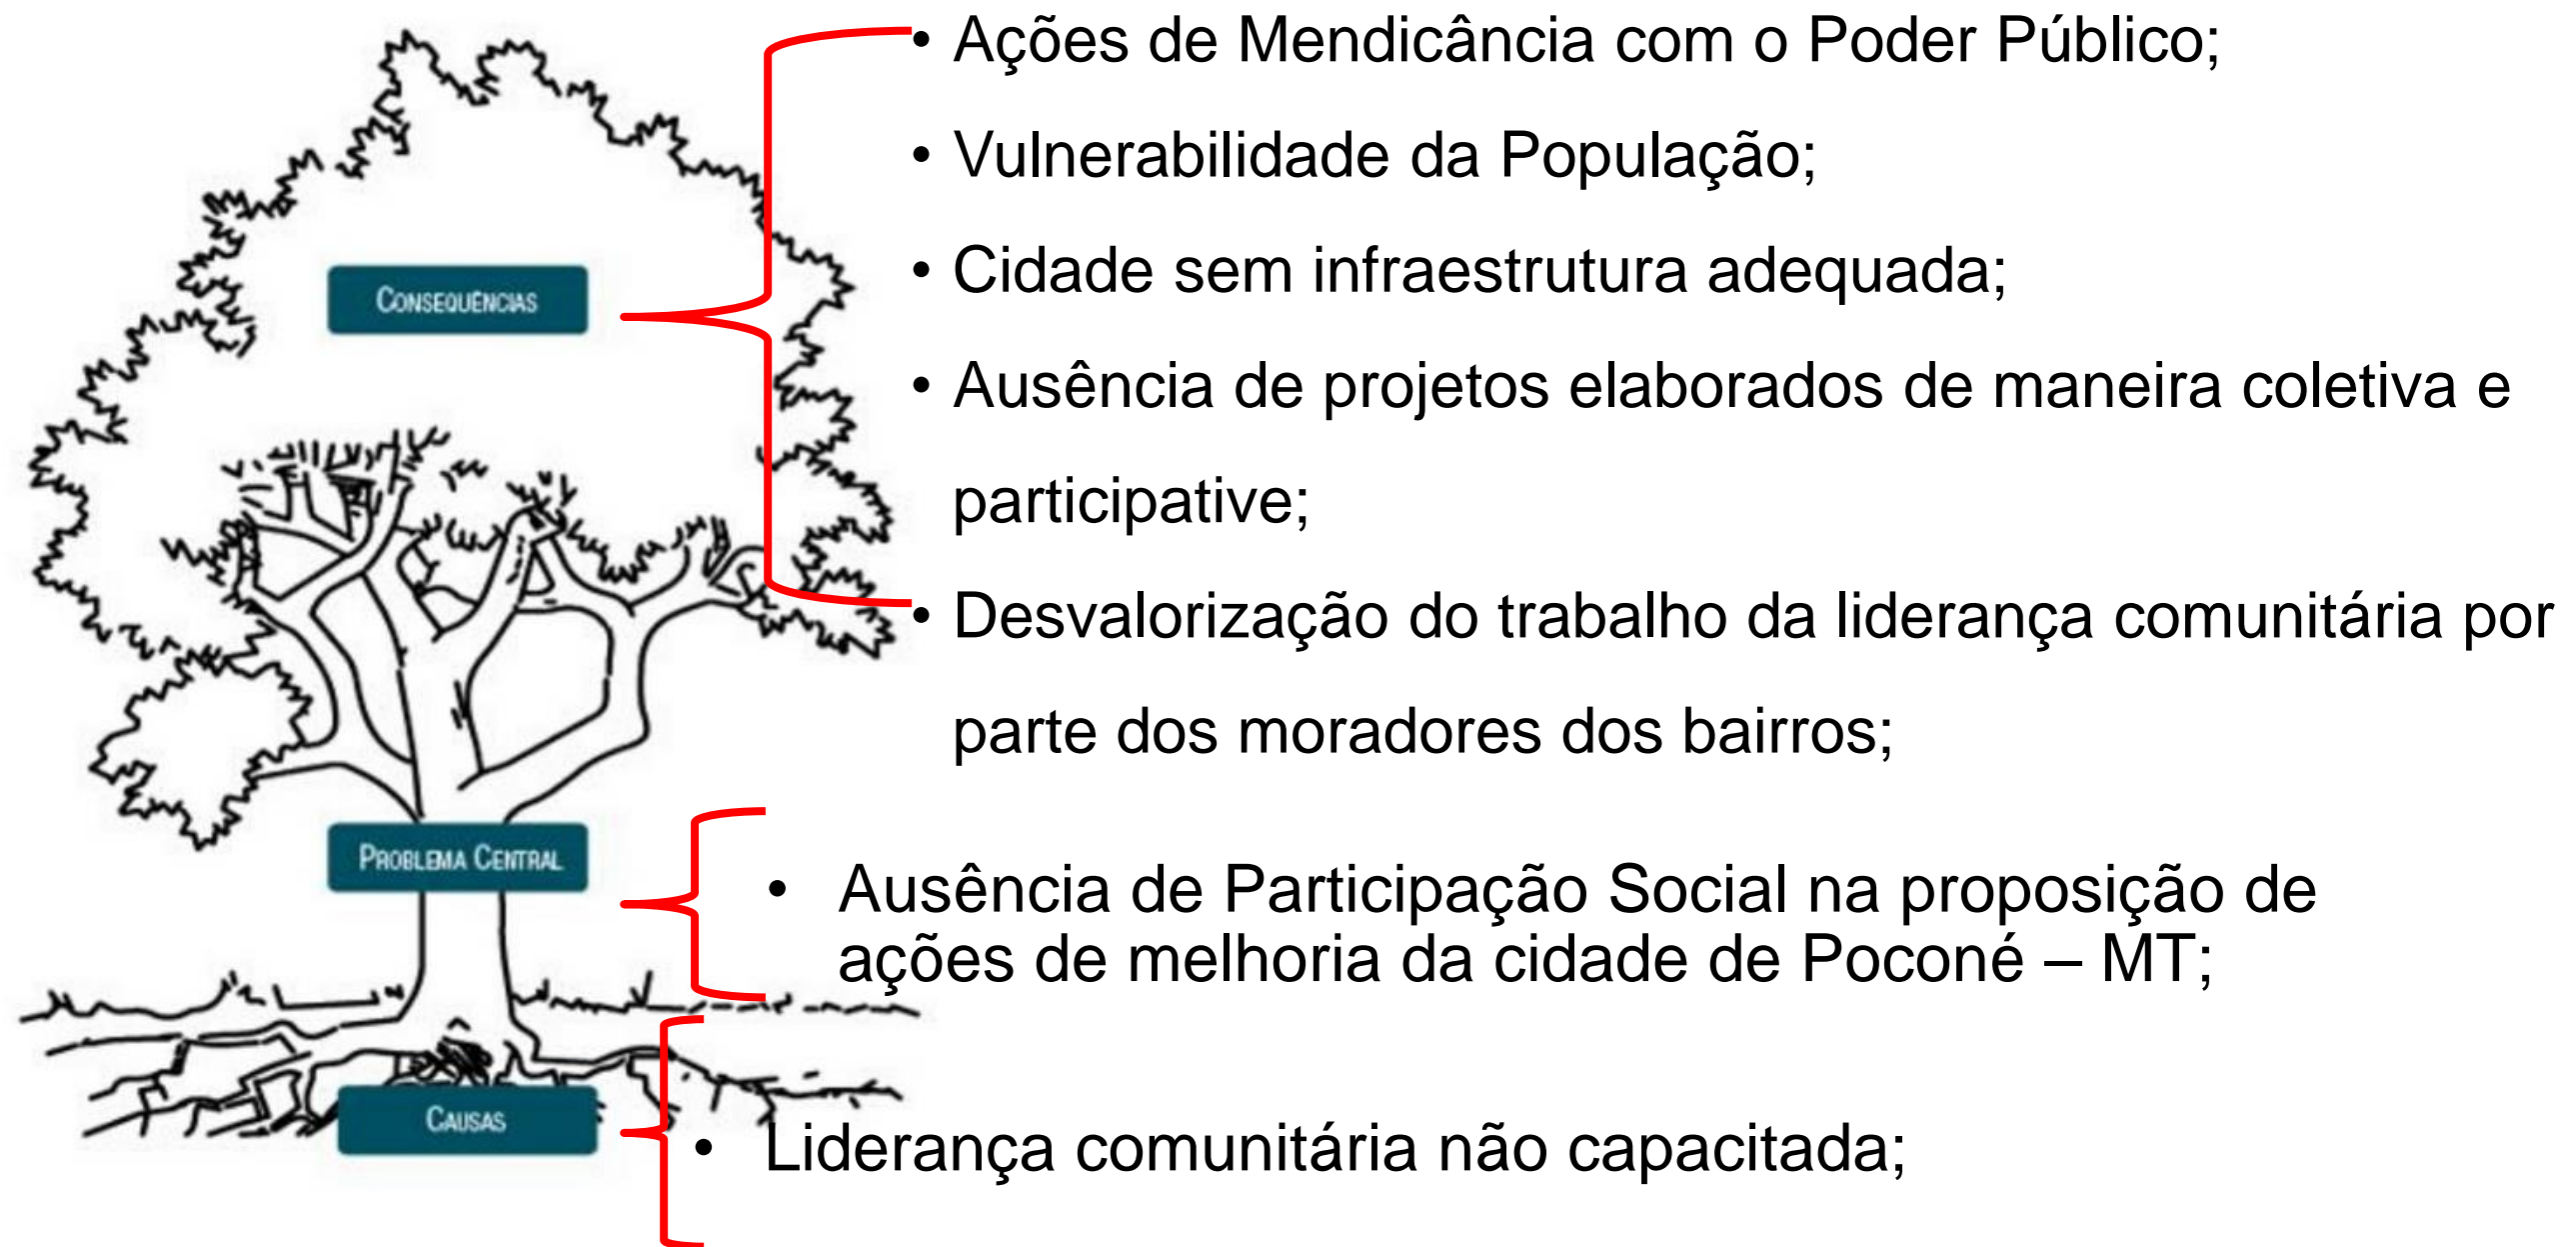 • Ações de Mendicância com o Poder Público;
• Vulnerabilidade da População;
• Cidade sem infraestrutura adequada;
CONSEQUÊNCIAS
• Ausência de projetos elaborados de maneira coletiva e
participative;
• Desvalorização do trabalho da liderança comunitária por
parte dos moradores dos bairros;
PROBLEMA CENTRAL
• Ausência de Participação Social na proposição de
ações de melhoria da cidade de Poconé – MT;
CAUSAS
• Liderança comunitária não capacitada;